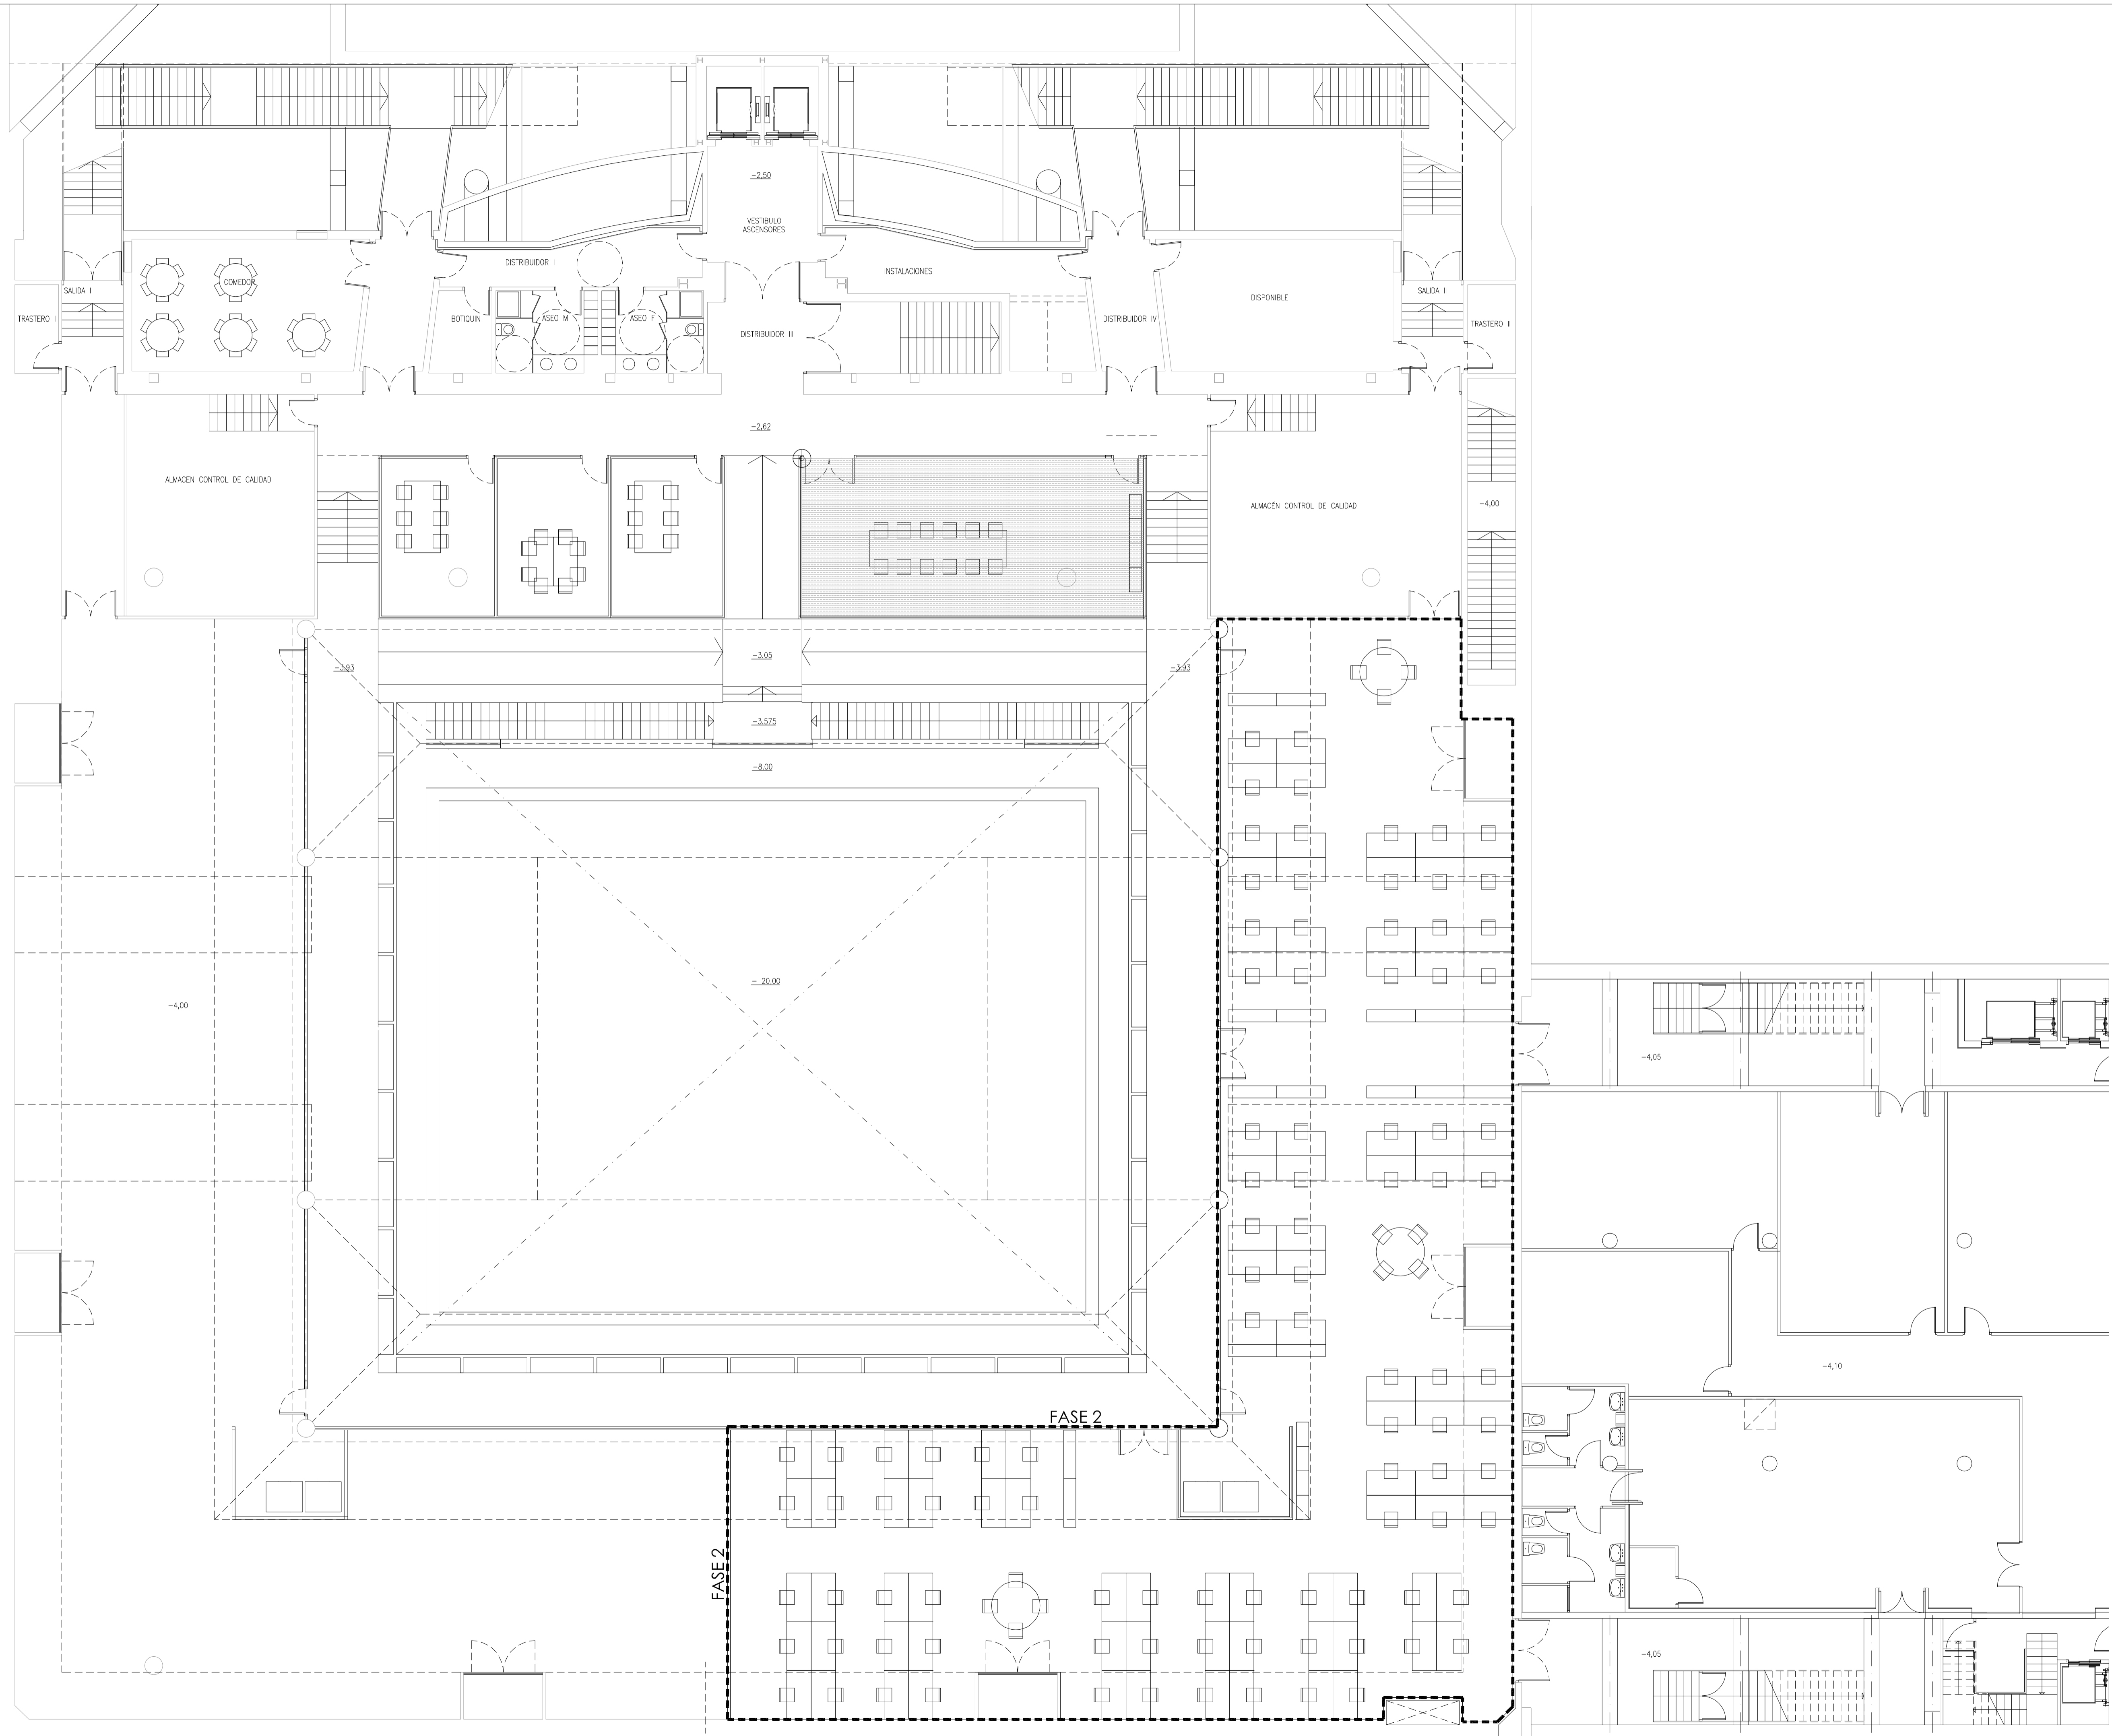 -2,50
VESTIBULO
ASCENSORES
DISTRIBUIDOR I
INSTALACIONES
COMEDOR
SALIDA I
SALIDA II
DISPONIBLE
TRASTERO I
BOTIQUIN
ASEO M
ASEO F
DISTRIBUIDOR III
DISTRIBUIDOR IV
TRASTERO II
-2,62
ALMACEN CONTROL DE CALIDAD
ALMACÉN CONTROL DE CALIDAD
-4,00
-3,93
-3,05
-3,93
-3,575
-8,00
- 20,00
-4,00
-4,05
-4,10
FASE 2
FASE 2
-4,05